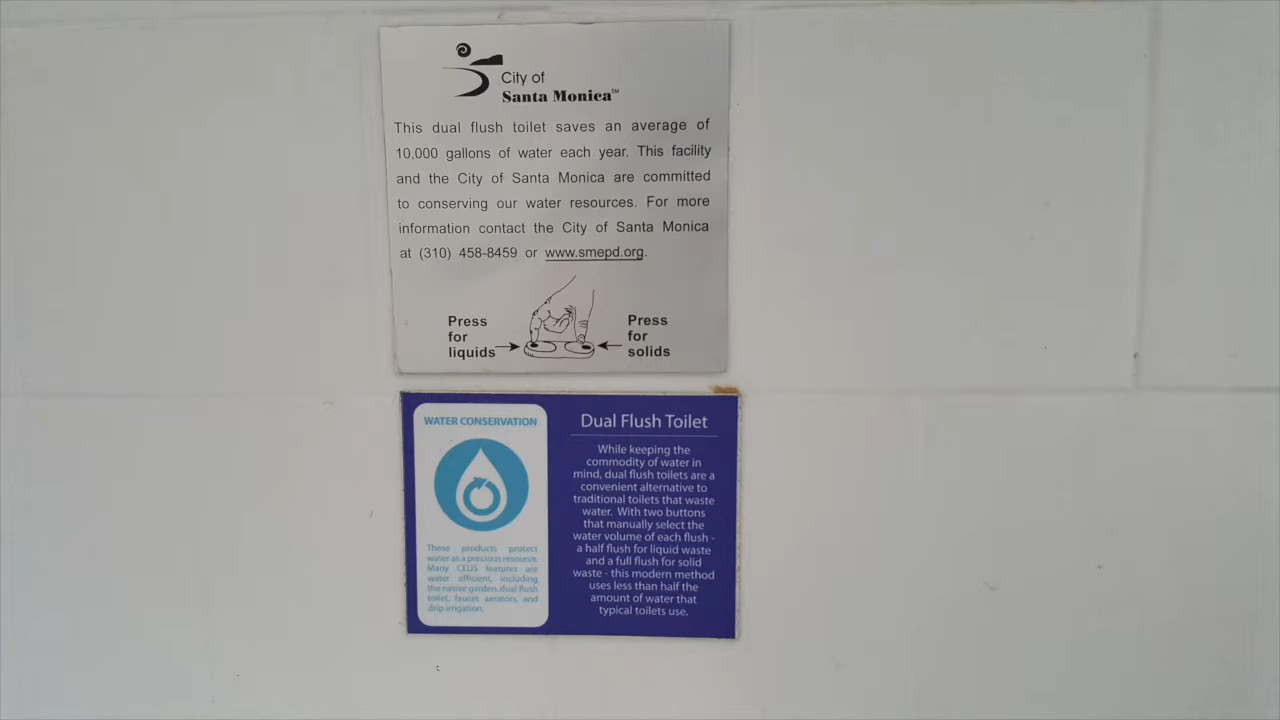 City of
Santa Monica™
This dual flush toilet saves an average of
10,000 gallons of water each year. This facility
and the City of Santa Monica are committed
to conserving our water resources. For more
information contact the City of Santa Monica
at (310) 458-8459 or www.smepd.org.
Press
for
liquids
Press
for
solids
WATER CONSERVATION
These products protect
water as a precious resource.
Many CEUS features are
water efficient, including
the native garden, dual flush
toilet, faucet aerators, and
drip irrigation.
Dual Flush Toilet
While keeping the
commodity of water in
mind, dual flush toilets are a
convenient alternative to
traditional toilets that waste
water. With two buttons
that manually select the
water volume of each flush -
a half flush for liquid waste
and a full flush for solid
waste - this modern method
uses less than half the
amount of water that
typical toilets use.